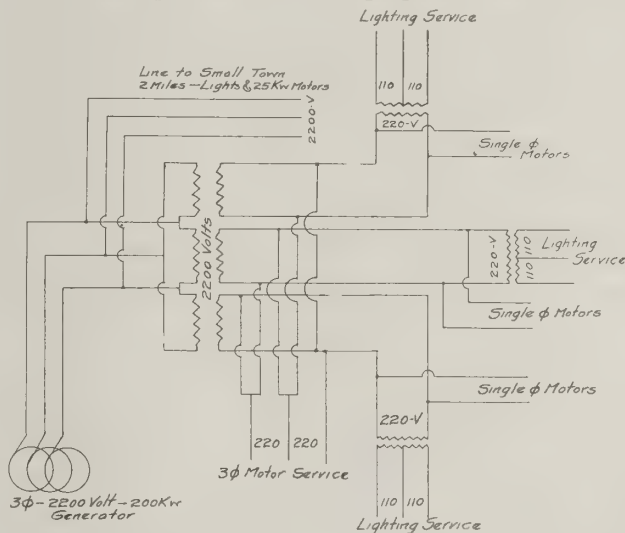 Lighting Service
110 110
220-V
Line to Small Town
2 Miles—Lights & 25 Kw Motors
2200-V
Single ϕ
Motors
2200 Volts
220-V
110
110
Lighting
Service
Single ϕ Motors
Single ϕ Motors
220-V
220 220
3ϕ Motor Service
110 110
Lighting Service
3ϕ-2200 Volt-200 Kw
Generator